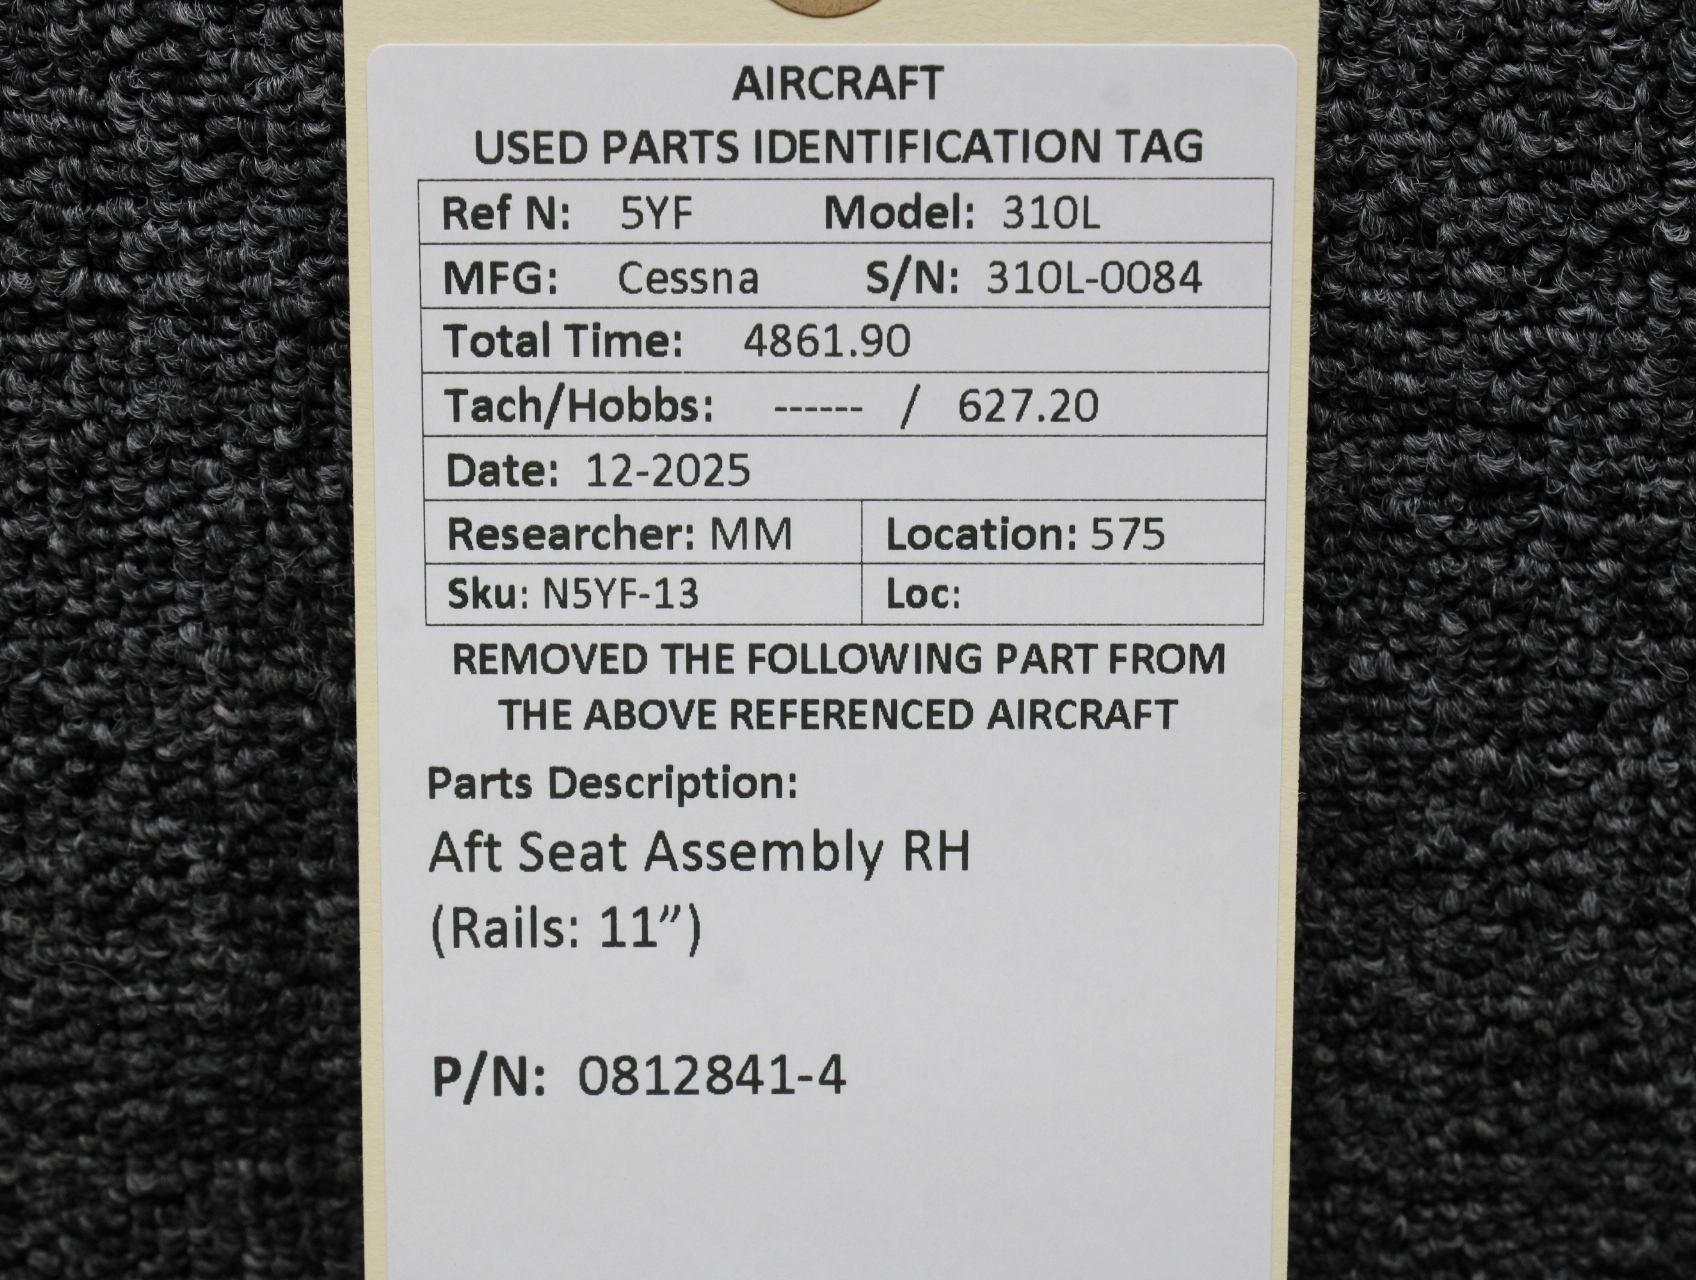 AIRCRAFT
USED PARTS IDENTIFICATION TAG
Ref N: 5YF Model: 310L
MFG: Cessna S/N: 310L-0084
Total Time: 4861.90
Tach/Hobbs: ------ / 627.20
Date: 12-2025
Researcher: MM Location: 575
Sku: N5YF-13 Loc:
REMOVED THE FOLLOWING PART FROM
THE ABOVE REFERENCED AIRCRAFT
Parts Description:
Aft Seat Assembly RH
(Rails: 11”)
P/N: 0812841-4